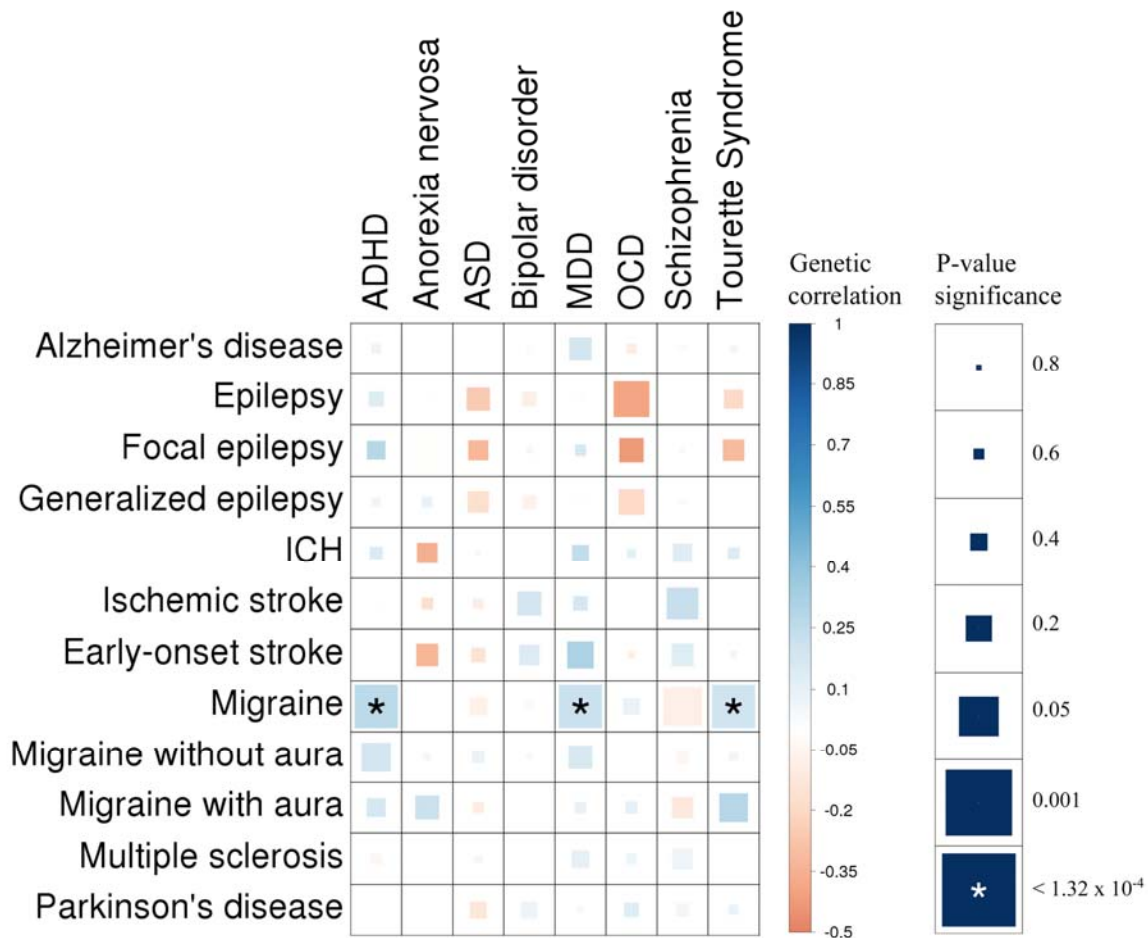 ADHD
Anorexia nervosa
ASD
Bipolar disorder
MDD
OCD
Schizophrenia
Tourette Syndrome
Alzheimer's disease
Epilepsy
Focal epilepsy
Generalized epilepsy
ICH
Ischemic stroke
Early-onset stroke
Migraine
* * *
Migraine without aura
Migraine with aura
Multiple sclerosis
Parkinson's disease
Genetic
correlation
1
0.85
0.7
0.55
0.4
0.25
0.1
-0.05
-0.2
-0.35
-0.5
P-value
significance
0.8
0.6
0.4
0.2
0.05
0.001
* < 1.32 x 10⁻⁴